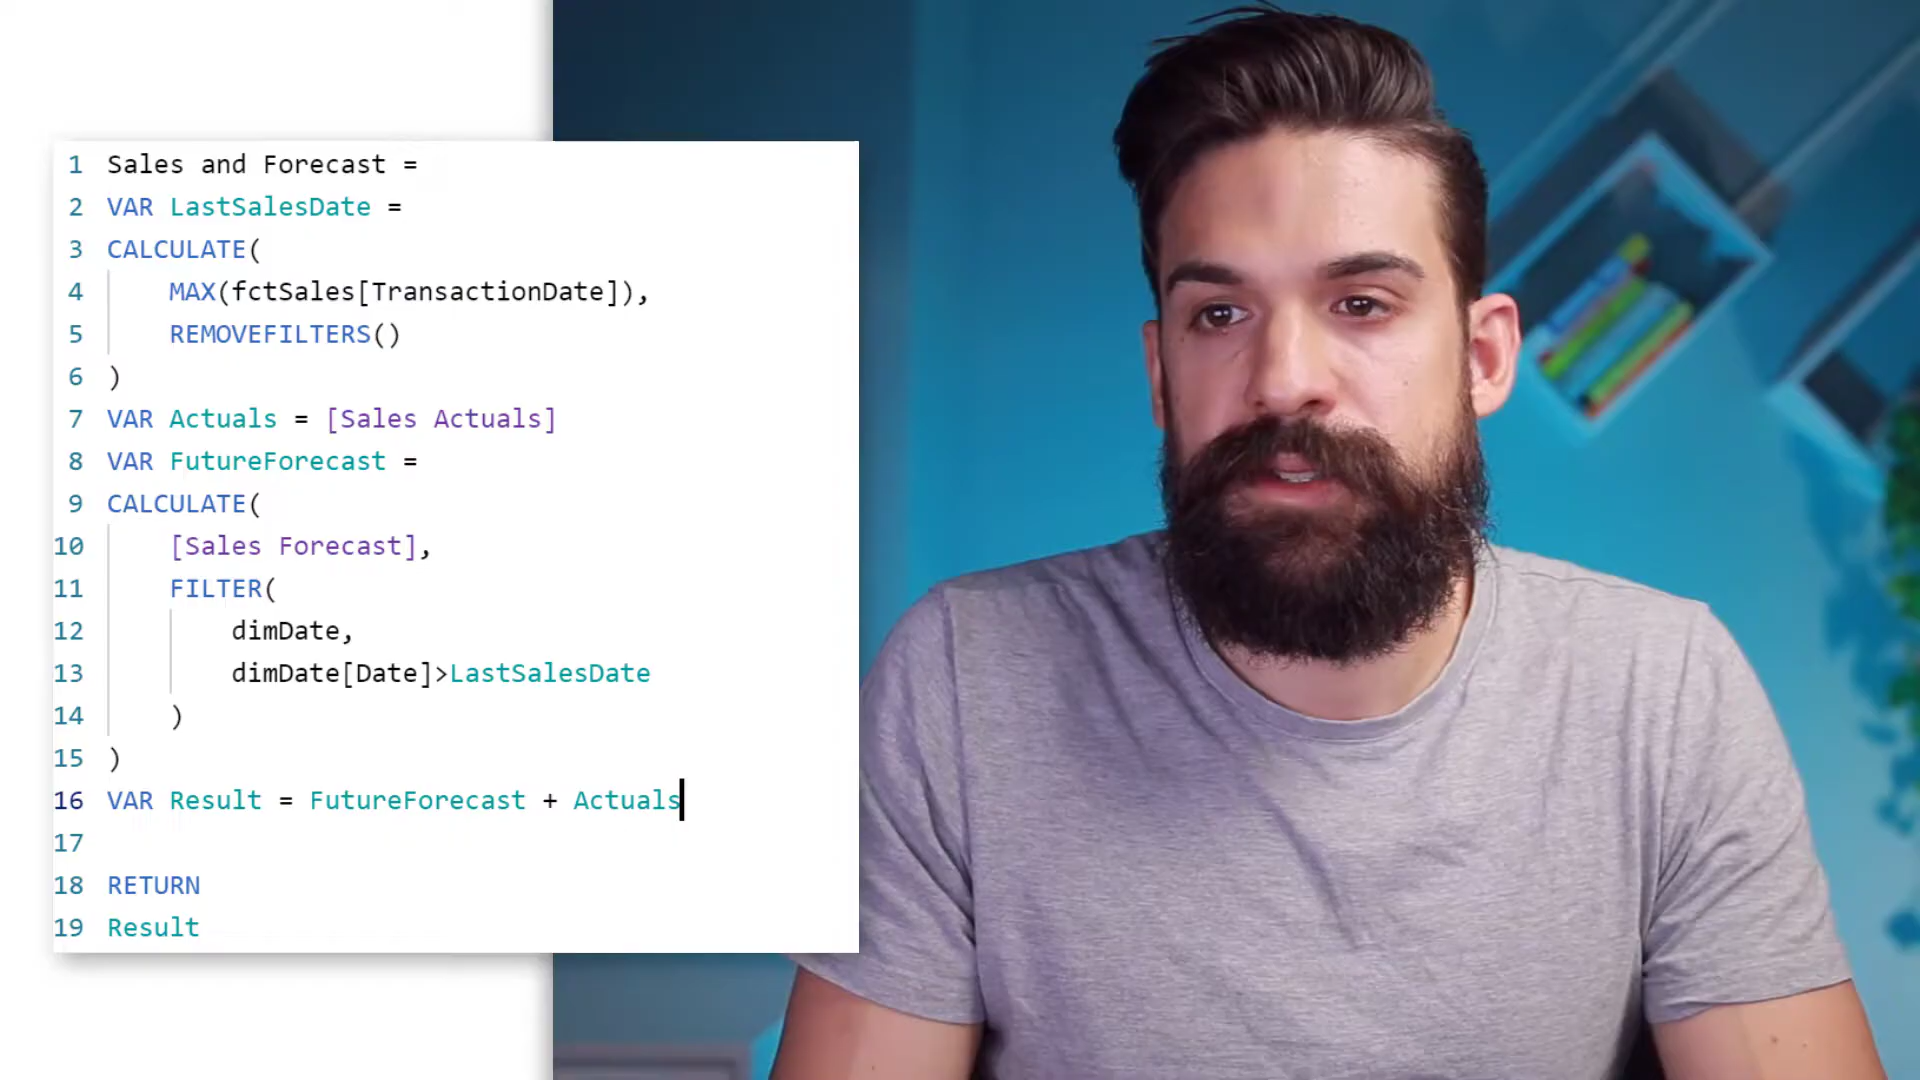 1 Sales and Forecast =
2 VAR LastSalesDate =
3 CALCULATE(
4 MAX(fctSales[TransactionDate]),
5 REMOVEFILTERS()
6 )
7 VAR Actuals = [Sales Actuals]
8 VAR FutureForecast =
9 CALCULATE(
10 [Sales Forecast],
11 FILTER(
12 dimDate,
13 dimDate[Date]>LastSalesDate
14 )
15 )
16 VAR Result = FutureForecast + Actuals
17
18 RETURN
19 Result